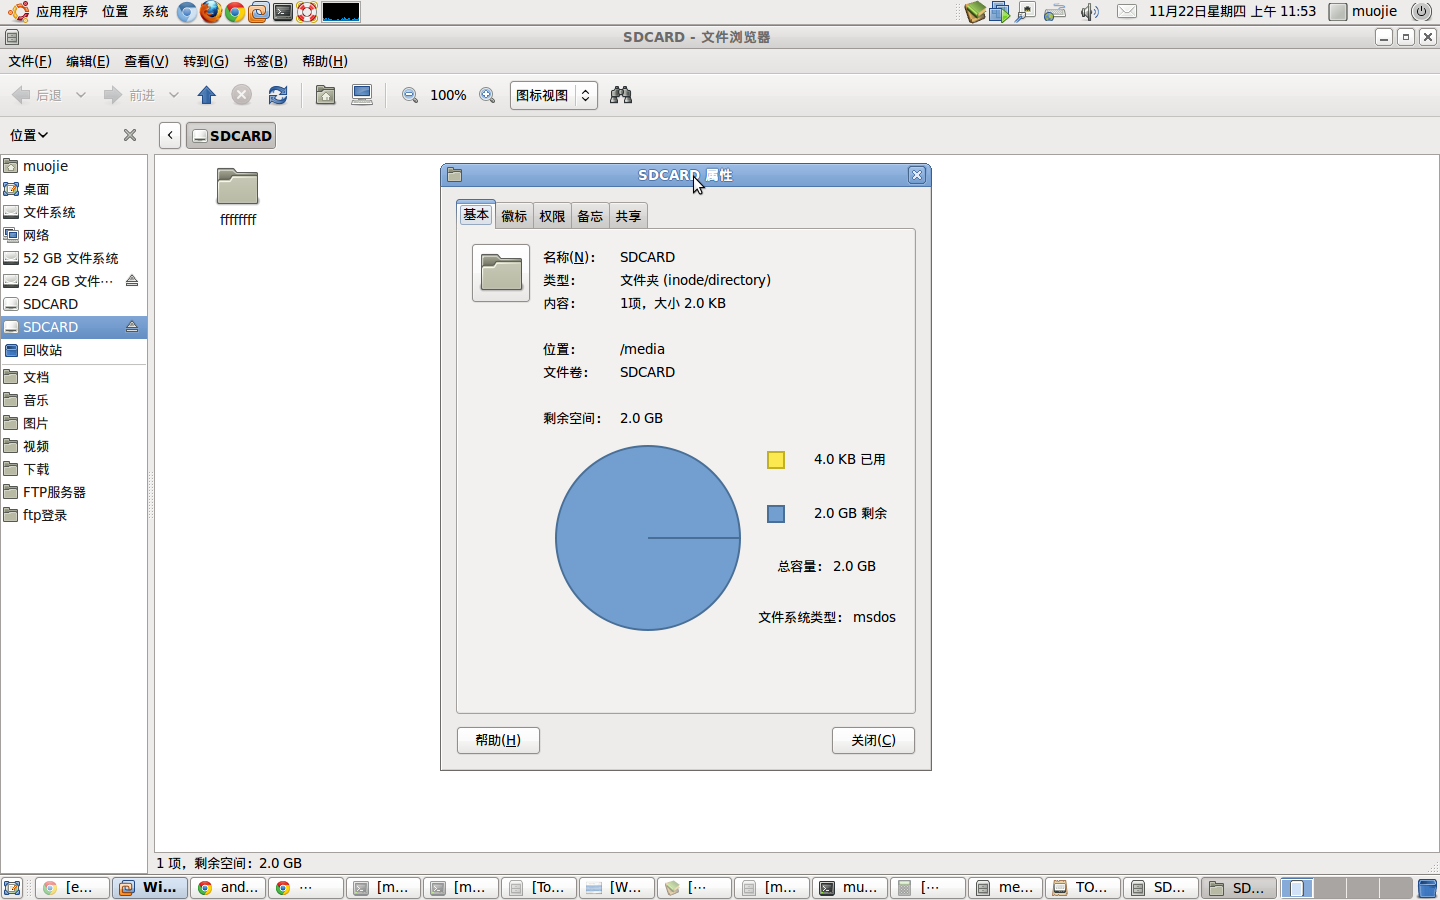 应用程序 位置 系统 11月22日星期四 上午 11:53 muojie
SDCARD - 文件浏览器
文件(F) 编辑(E) 查看(V) 转到(G) 书签(B) 帮助(H)
后退 前进 100% 图标视图
位置 SDCARD
muojie
桌面
文件系统
网络
52 GB 文件系统
224 GB 文件…
SDCARD
SDCARD
回收站
文档
音乐
图片
视频
下载
FTP服务器
ftp登录
ffffffff
SDCARD 属性
基本 徽标 权限 备忘 共享
名称(N): SDCARD
类型: 文件夹 (inode/directory)
内容: 1项，大小 2.0 KB
位置: /media
文件卷: SDCARD
剩余空间: 2.0 GB
4.0 KB 已用
2.0 GB 剩余
总容量: 2.0 GB
文件系统类型: msdos
帮助(H) 关闭(C)
1 项，剩余空间: 2.0 GB
[e... Wi... and... ... [m... [m... [To... [W... [... [m... mu... [... me... TO... SD... SD...